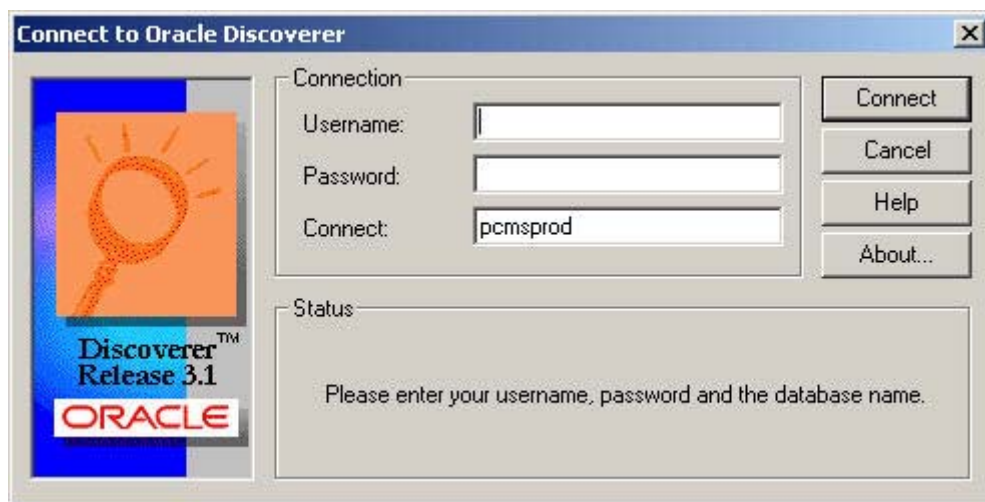 Connect to Oracle Discoverer
Connection
Username:
Password:
Connect: pcmsprod
Connect
Cancel
Help
About...
Discoverer™
Release 3.1
ORACLE
Status
Please enter your username, password and the database name.